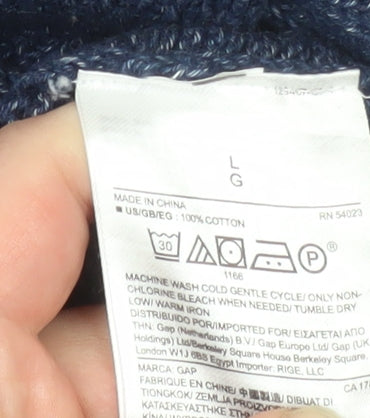 L
G
MADE IN CHINA
■ US/GB/EG : 100% COTTON
RN 54023
30
P®
1166
MACHINE WASH COLD GENTLE CYCLE/ ONLY NON-
CHLORINE BLEACH WHEN NEEDED/ TUMBLE DRY
LOW/ WARM IRON
DISTRIBUIDO POR/IMPORTED FOR/ ΕΙΣΑΓΕΤΑΙ ΑΠΟ
THN: Gap (Netherlands) B.V./ Gap Europe Ltd/ Gap (UK
Holdings) Ltd/Berkeley Square House Berkeley Square,
London W1J 6BS Egypt Importer: RIGE, LLC
MARCA: GAP
CA 17
FABRIQUE EN CHINE/ 中國製造/ DIBUAT DI
TIONGKOK/ ZEMLJA
ΚΑΤΑΣΚΕΥΑΣΤΗΚΕ ΣΤΗΝ